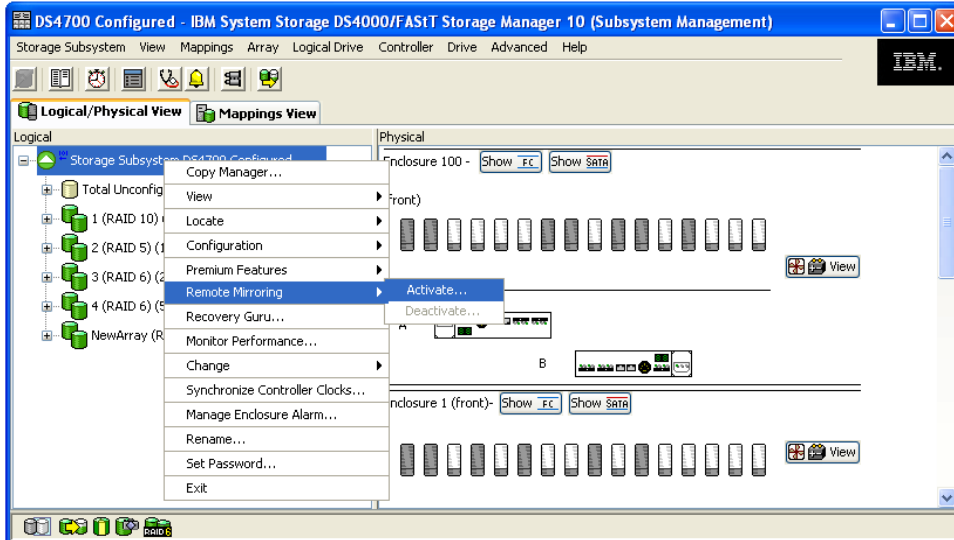 DS4700 Configured - IBM System Storage DS4000/FAStT Storage Manager 10 (Subsystem Management)
Storage Subsystem View Mappings Array Logical Drive Controller Drive Advanced Help
IBM.
Logical/Physical View Mappings View
Logical
Storage Subsystem DS4700 Configured
Total Unconfig
1 (RAID 10)
2 (RAID 5) (1
3 (RAID 6) (2
4 (RAID 6) (5
NewArray (R
Copy Manager...
View
Locate
Configuration
Premium Features
Remote Mirroring
Recovery Guru...
Monitor Performance...
Change
Synchronize Controller Clocks...
Manage Enclosure Alarm...
Rename...
Set Password...
Exit
Activate...
Deactivate...
Physical
Enclosure 100 - Show FC Show SATA
front)
View
A
B
nclosure 1 (front)- Show FC Show SATA
View
RAID6